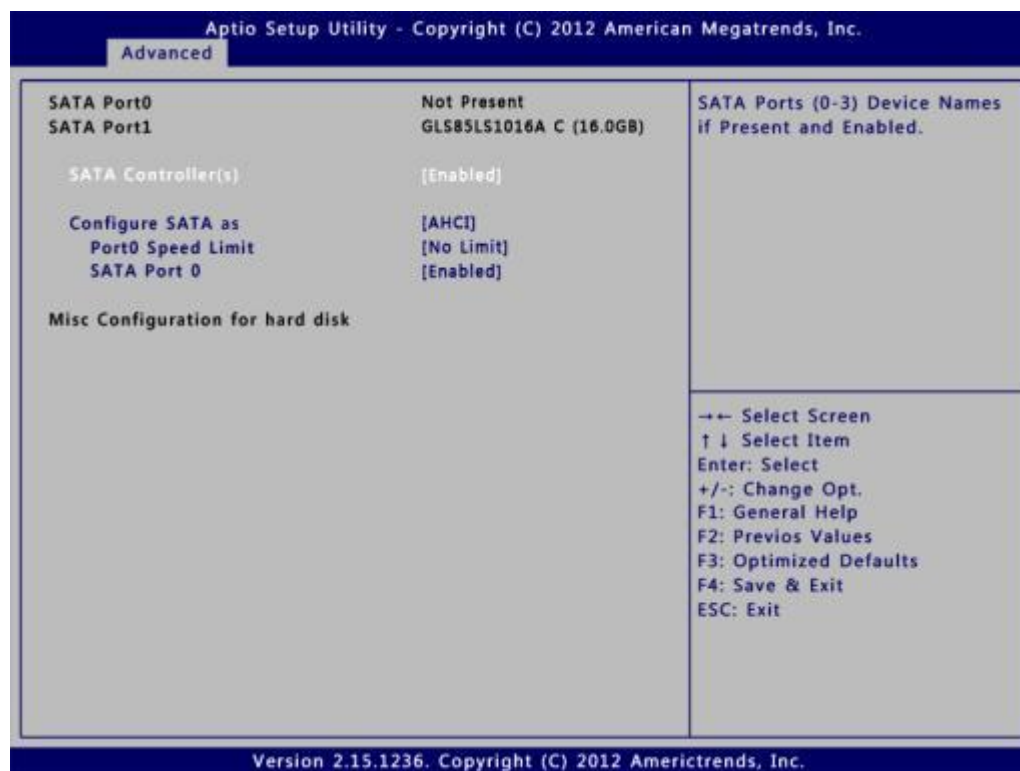 Aptio Setup Utility - Copyright (C) 2012 American Megatrends, Inc.
Advanced
SATA Port0 Not Present
SATA Port1 GLS85LS1016A C (16.0GB)
SATA Controller(s) [Enabled]
Configure SATA as [AHCI]
Port0 Speed Limit [No Limit]
SATA Port 0 [Enabled]
Misc Configuration for hard disk
SATA Ports (0-3) Device Names
if Present and Enabled.
→← Select Screen
↑↓ Select Item
Enter: Select
+/-: Change Opt.
F1: General Help
F2: Previos Values
F3: Optimized Defaults
F4: Save & Exit
ESC: Exit
Version 2.15.1236. Copyright (C) 2012 Americtrends, Inc.